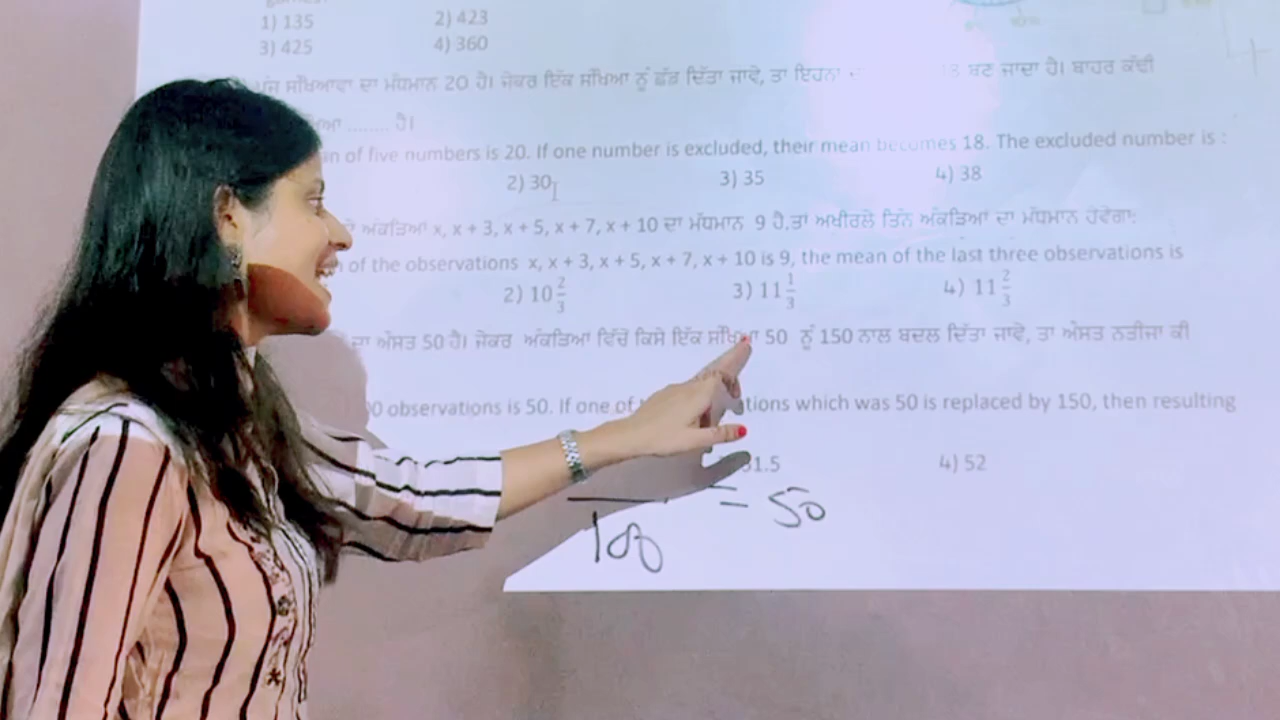 1) 135 2) 423
3) 425 4) 360
ਸੰਖਿਆਵਾਂ ਦਾ ਮੱਧਮਾਨ 20 ਹੈ। ਜੇਕਰ ਇੱਕ ਸੰਖਿਆ ਨੂੰ ਛੱਡ ਦਿੱਤਾ ਜਾਵੇ, ਤਾਂ ਇਹਨਾਂ ਬਣ ਜਾਂਦਾ ਹੈ। ਬਾਹਰ ਕੱਢੀ
........ ਹੈ।
of five numbers is 20. If one number is excluded, their mean becomes 18. The excluded number is :
2) 30 3) 35 4) 38
ਅੰਕੜਿਆਂ x, x + 3, x + 5, x + 7, x + 10 ਦਾ ਮੱਧਮਾਨ 9 ਹੈ,ਤਾਂ ਅਖੀਰਲੇ ਤਿੰਨ ਅੰਕੜਿਆਂ ਦਾ ਮੱਧਮਾਨ ਹੋਵੇਗਾ:
of the observations x, x + 3, x + 5, x + 7, x + 10 is 9, the mean of the last three observations is
2) 10 2/3 3) 11 1/3 4) 11 2/3
ਦਾ ਔਸਤ 50 ਹੈ। ਜੇਕਰ ਅੰਕੜਿਆਂ ਵਿੱਚੋਂ ਕਿਸੇ ਇੱਕ ਸੰਖਿਆ 50 ਨੂੰ 150 ਨਾਲ ਬਦਲ ਦਿੱਤਾ ਜਾਵੇ, ਤਾਂ ਔਸਤ ਨਤੀਜਾ ਕੀ
observations is 50. If one of which was 50 is replaced by 150, then resulting
4) 52
100 = 50